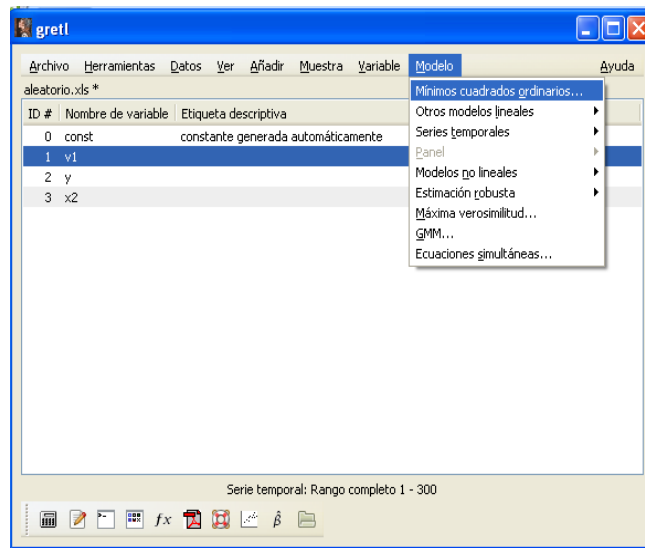 gretl
Archivo Herramientas Datos Ver Añadir Muestra Variable Modelo Ayuda
aleatorio.xls *
ID # Nombre de variable Etiqueta descriptiva
0 const constante generada automáticamente
1 v1
2 y
3 x2
Mínimos cuadrados ordinarios...
Otros modelos lineales
Series temporales
Panel
Modelos no lineales
Estimación robusta
Máxima verosimilitud...
GMM...
Ecuaciones simultáneas...
Serie temporal: Rango completo 1 - 300
fx β̂